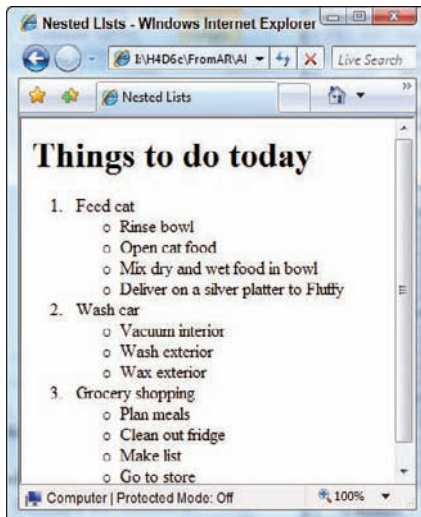 Nested Lists - Windows Internet Explorer
I:\H4D6e\FromAR\Al
Live Search
Nested Lists
»
Things to do today
1. Feed cat
○ Rinse bowl
○ Open cat food
○ Mix dry and wet food in bowl
○ Deliver on a silver platter to Fluffy
2. Wash car
○ Vacuum interior
○ Wash exterior
○ Wax exterior
3. Grocery shopping
○ Plan meals
○ Clean out fridge
○ Make list
○ Go to store
Computer | Protected Mode: Off
100%